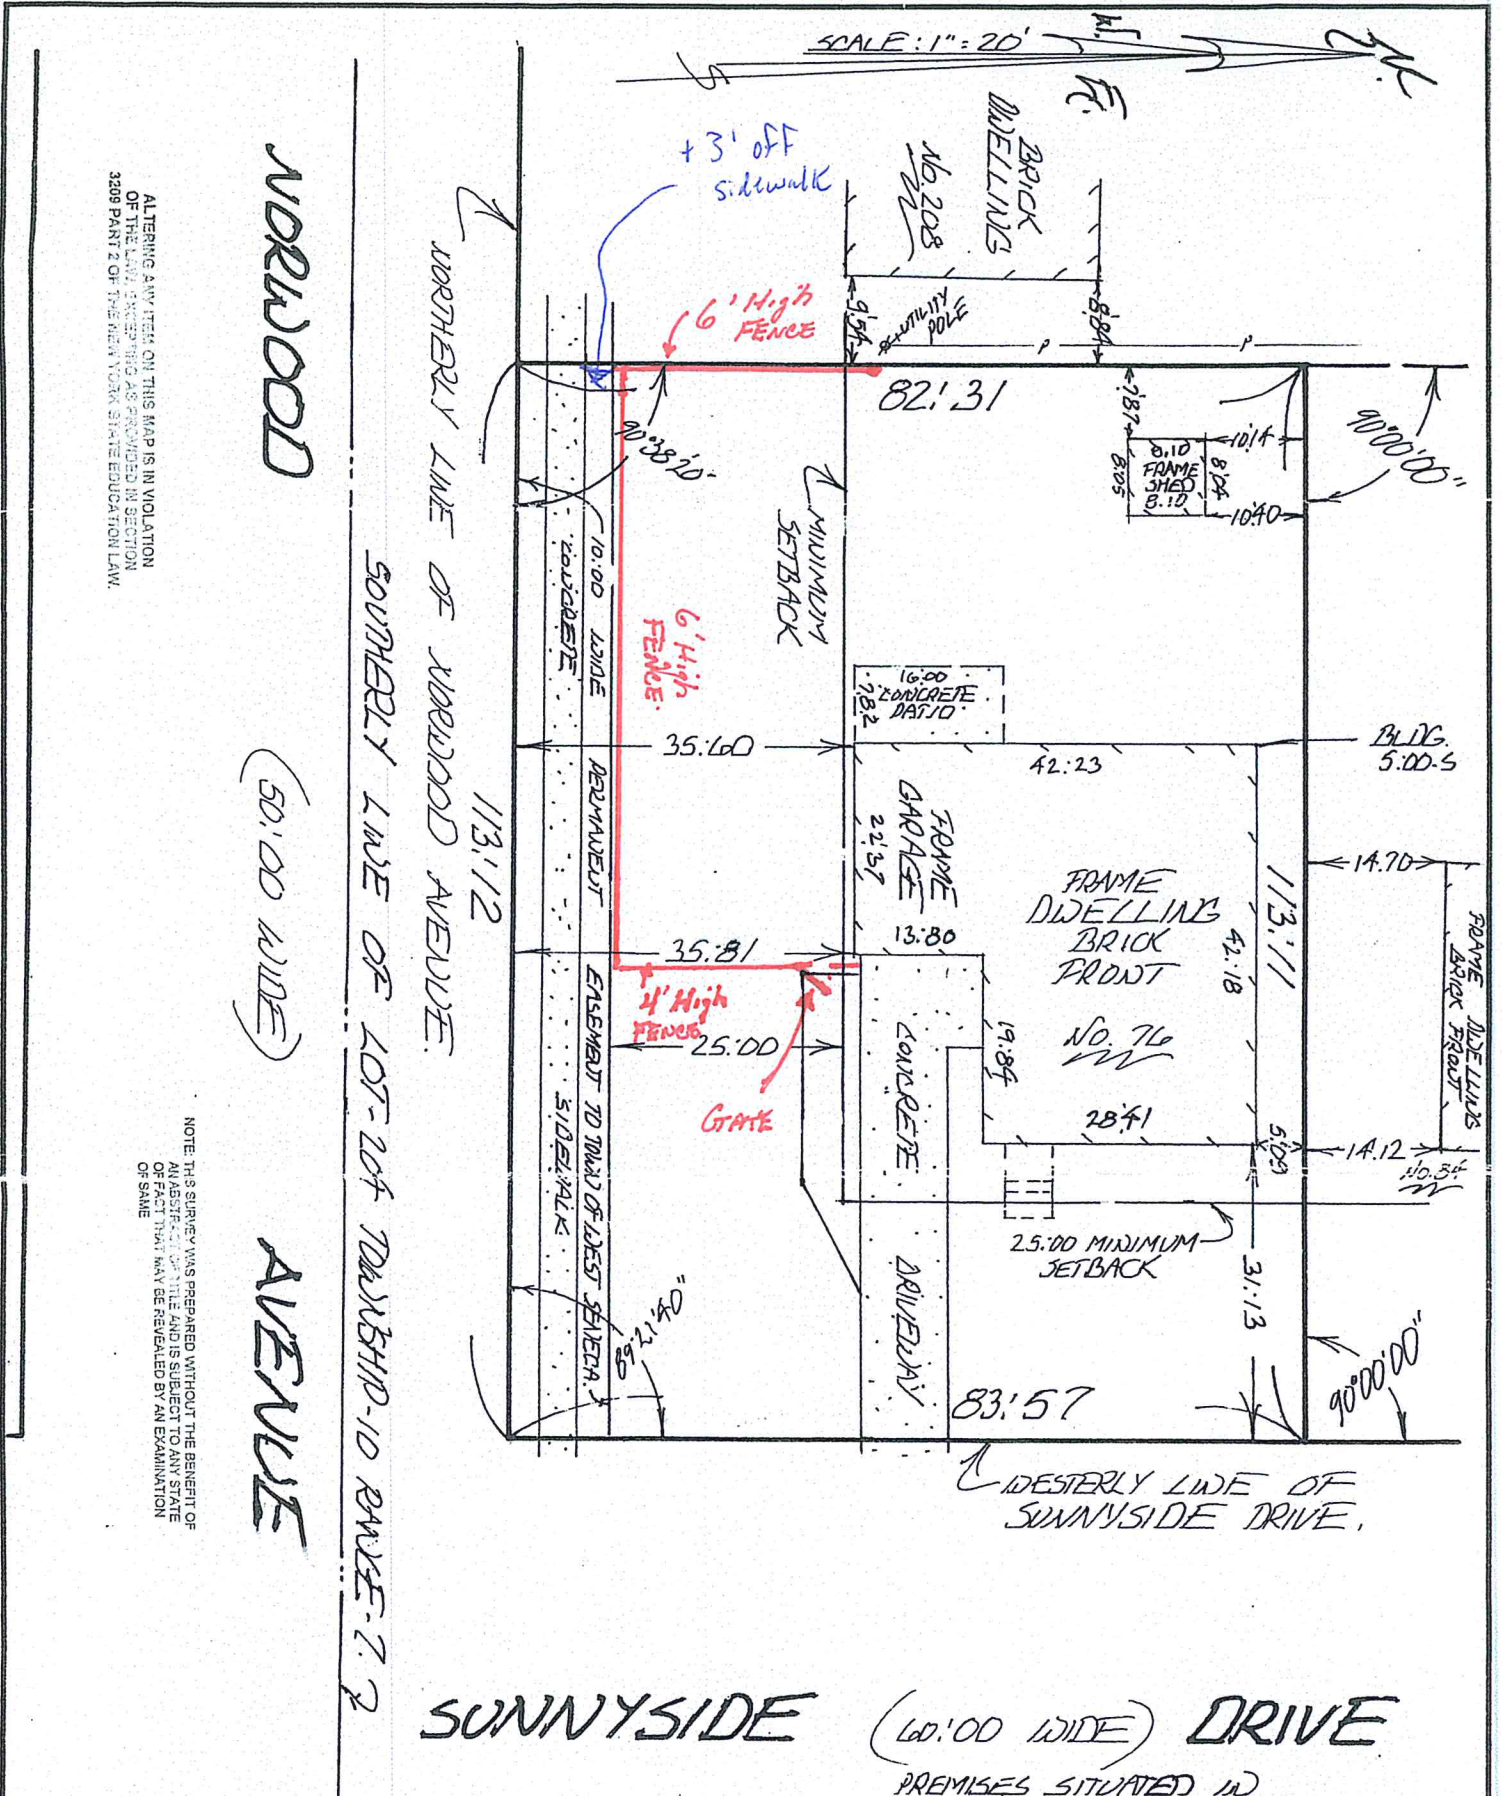 SCALE: 1" = 20'
N.
S
W.
E.
BRICK
DWELLING
No. 208
+ 3' off
sidewalk
6' High
FENCE
9.54
UTILITY
POLE
8.84
P
P
82.31
7.87
10.14
8.10
FRAME
SHED
8.10
8.04
8.05
10.40
90°00'00"
90°38'20"
MINIMUM
SETBACK
6' High
FENCE.
NORTHERLY LINE OF NORWOOD AVENUE.
10.00 WIDE PERMANENT EASEMENT TO TOWN OF WEST SENECA.
CONCRETE SIDEWALK
16.00
CONCRETE
PATIO
7.82
35.60
42.23
BLDG.
5.00-S
FRAME
GARAGE
22.37
13.80
FRAME
DWELLING
BRICK
FRONT
No. 76
42.18
113.11
14.70
FRAME DWELLING
BRICK FRONT
35.81
4' High
FENCE
25.00
GATE
19.84
28.41
5.09
14.12
No. 84
CONCRETE DRIVEWAY
25.00 MINIMUM
SETBACK
31.13
113.12
89°21'40"
83.57
90°00'00"
WESTERLY LINE OF
SUNNYSIDE DRIVE.
SOUTHERLY LINE OF LOT-204 TOWNSHIP-10 RANGE-7.
NORWOOD (50.00 WIDE) AVENUE
ALTERING ANY ITEM ON THIS MAP IS IN VIOLATION
OF THE LAW, EXCEPTING AS PROVIDED IN SECTION
3209 PART 2 OF THE NEW YORK STATE EDUCATION LAW.
NOTE: THIS SURVEY WAS PREPARED WITHOUT THE BENEFIT OF
AN ABSTRACT OF TITLE AND IS SUBJECT TO ANY STATE
OF FACT THAT MAY BE REVEALED BY AN EXAMINATION
OF SAME
SUNNYSIDE (60.00 WIDE) DRIVE
PREMISES SITUATED IN